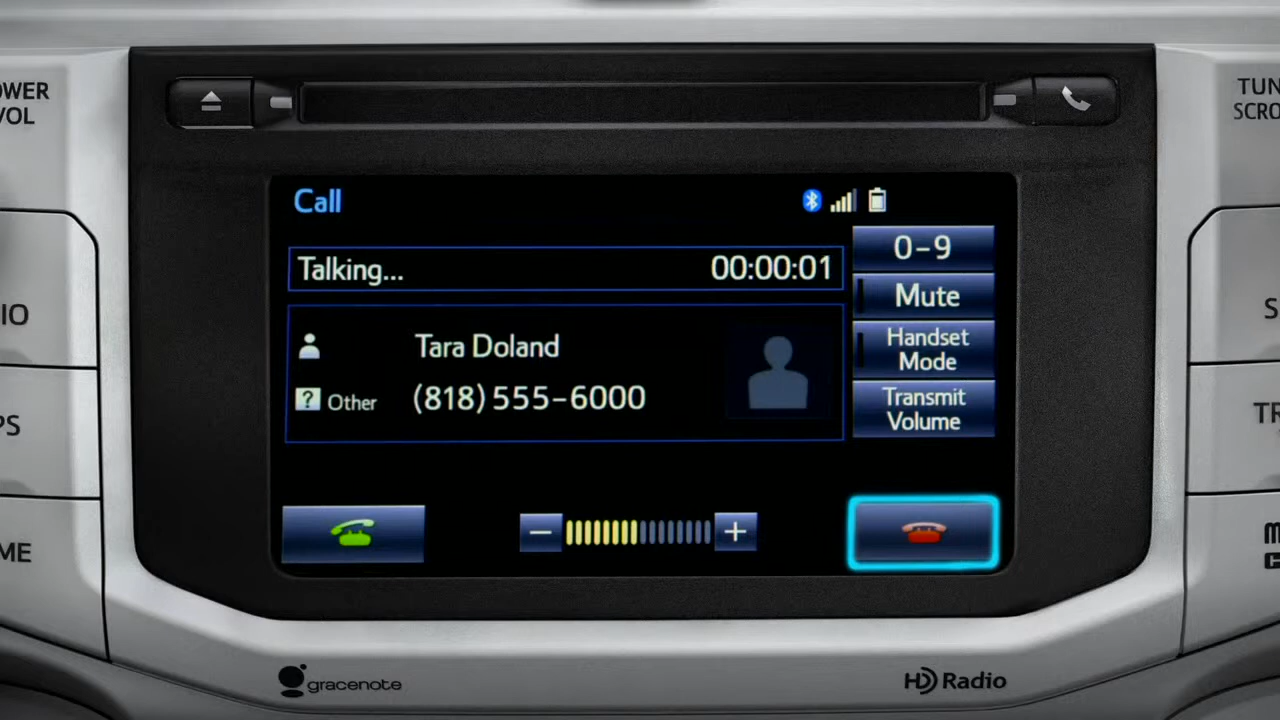 OWER
VOL
TUN
SCRO
Call
0-9
Talking... 00:00:01
Mute
Handset
Mode
Tara Doland
? Other (818) 555-6000
Transmit
Volume
IO
S
PS
TR
ME
gracenote
HD Radio